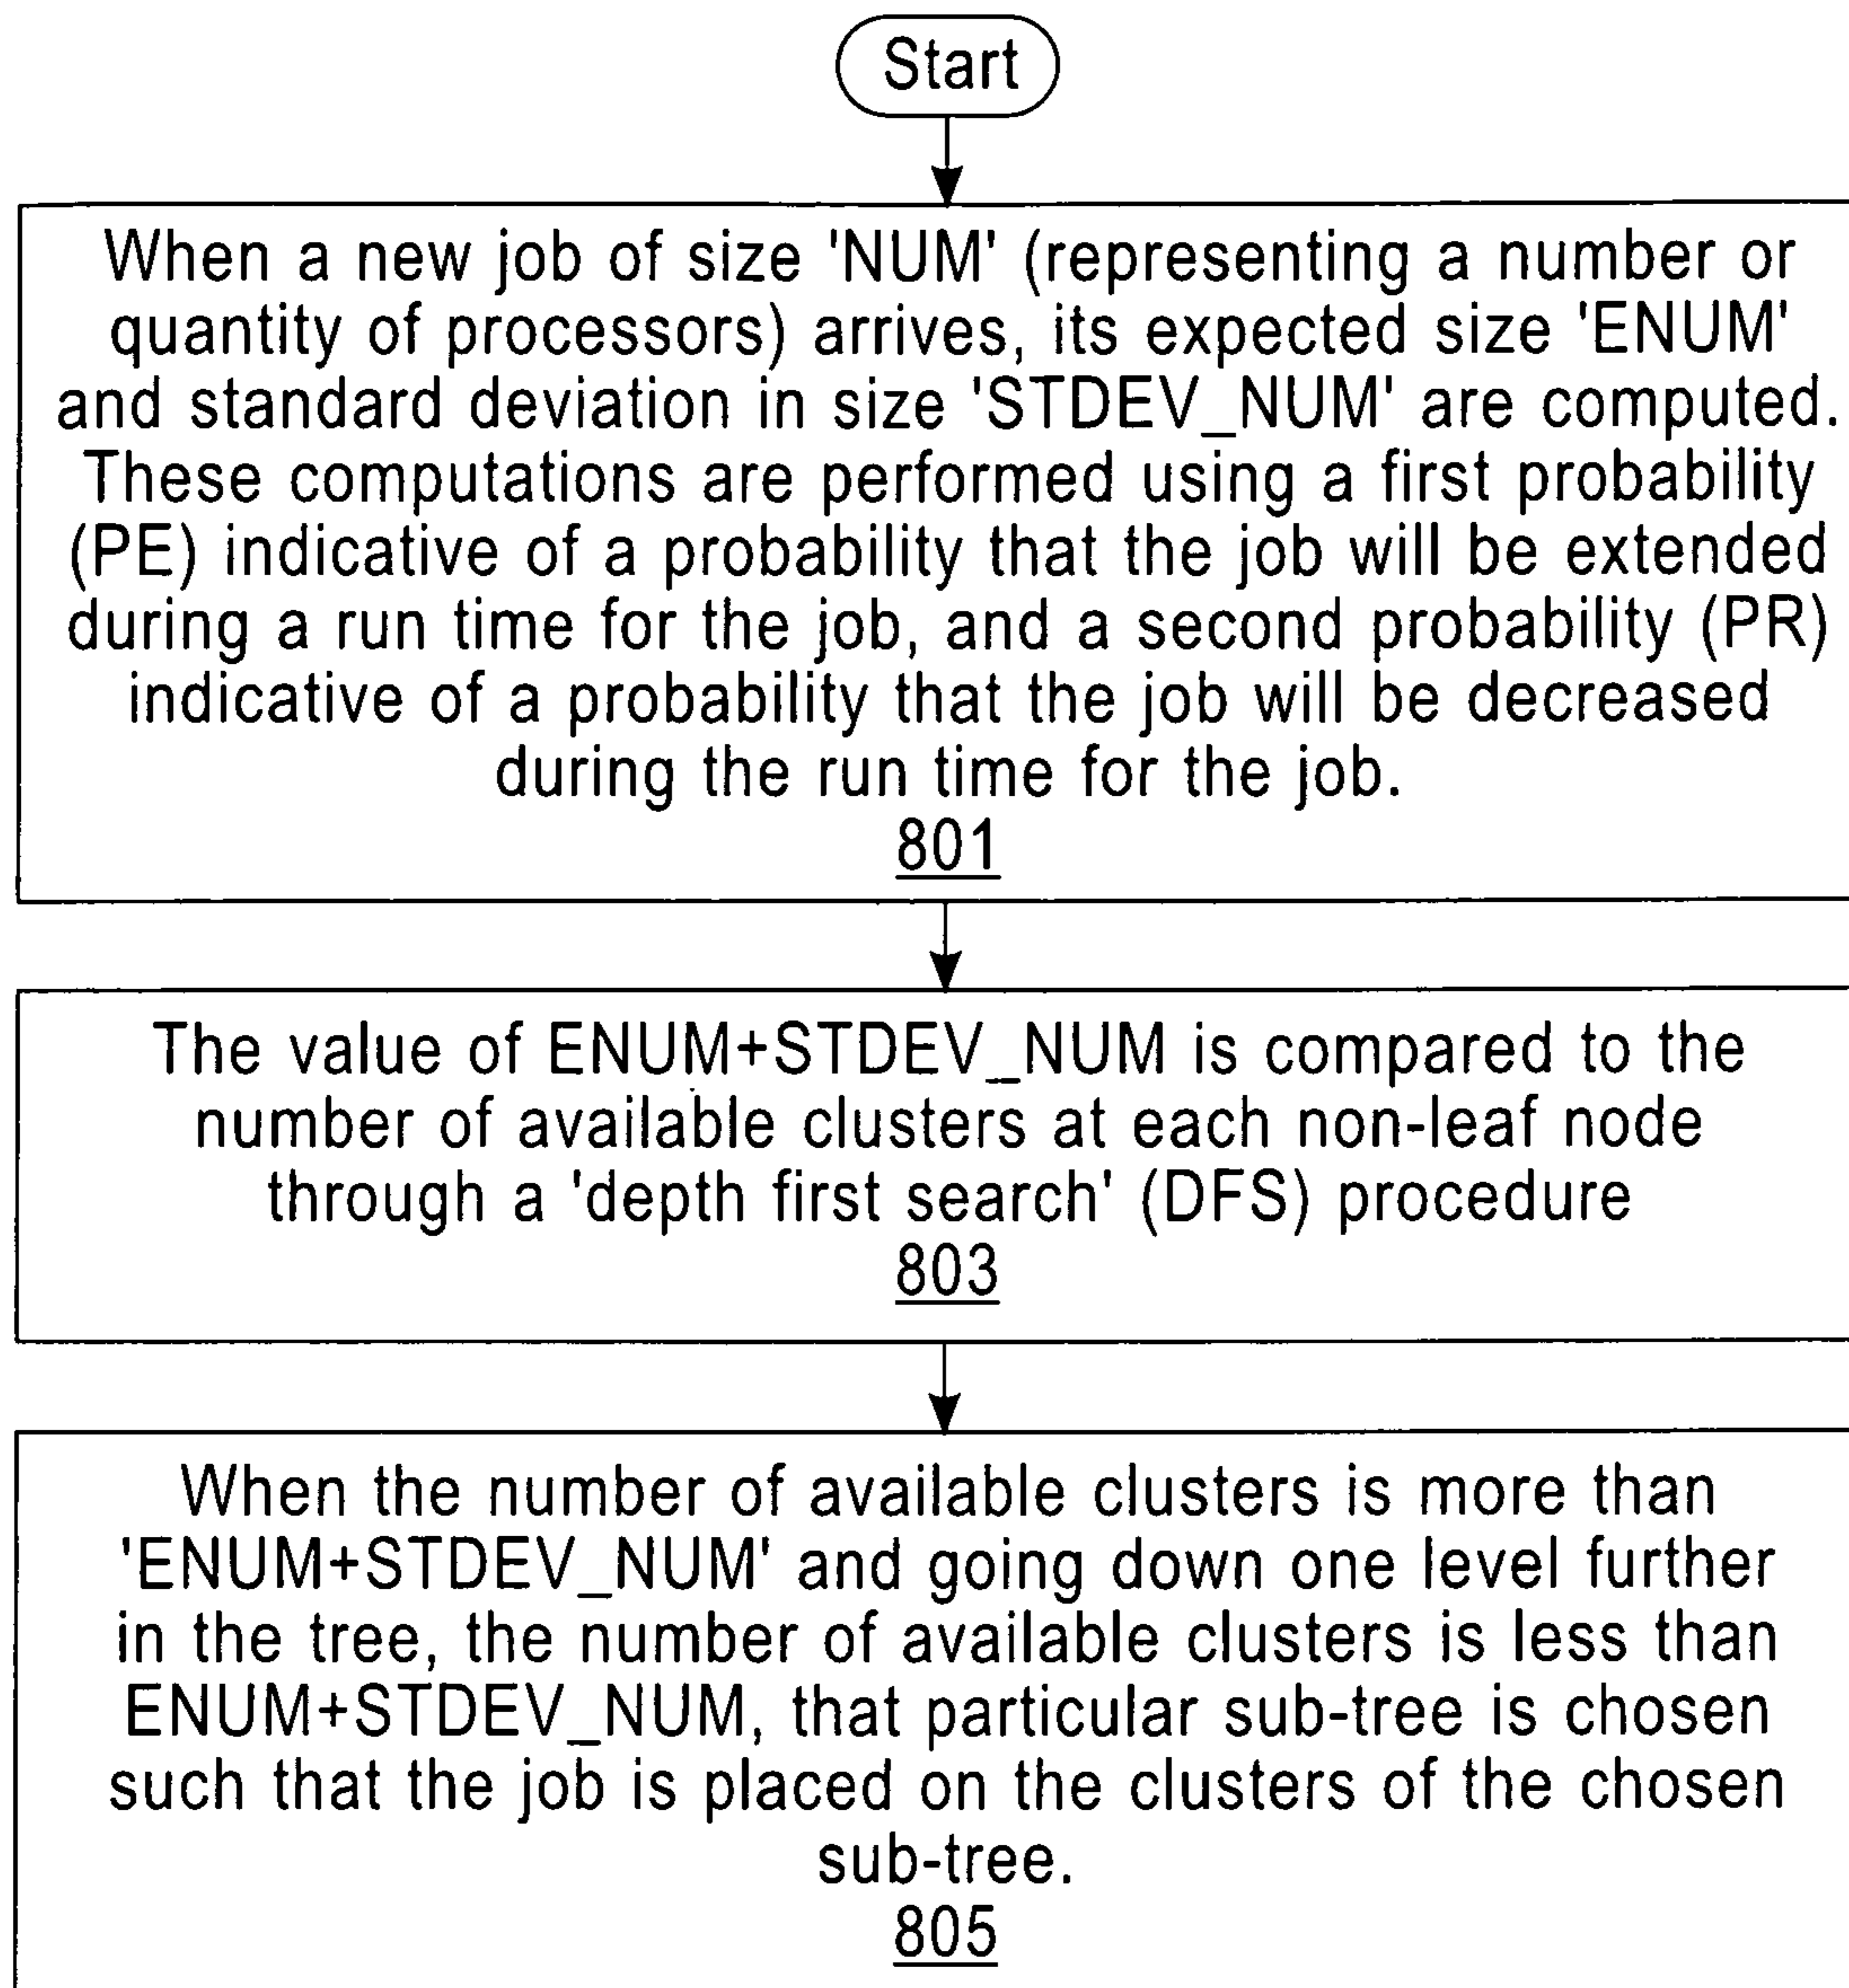 Start
When a new job of size 'NUM' (representing a number or
quantity of processors) arrives, its expected size 'ENUM'
and standard deviation in size 'STDEV_NUM' are computed.
These computations are performed using a first probability
(PE) indicative of a probability that the job will be extended
during a run time for the job, and a second probability (PR)
indicative of a probability that the job will be decreased
during the run time for the job.
801
The value of ENUM+STDEV_NUM is compared to the
number of available clusters at each non-leaf node
through a 'depth first search' (DFS) procedure
803
When the number of available clusters is more than
'ENUM+STDEV_NUM' and going down one level further
in the tree, the number of available clusters is less than
ENUM+STDEV_NUM, that particular sub-tree is chosen
such that the job is placed on the clusters of the chosen
sub-tree.
805